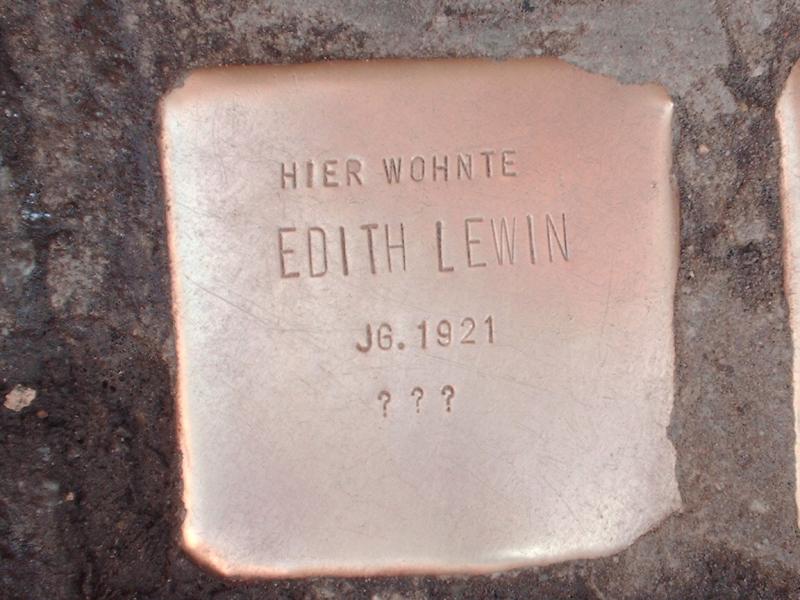 HIER WOHNTE
EDITH LEWIN
JG. 1921
? ? ?